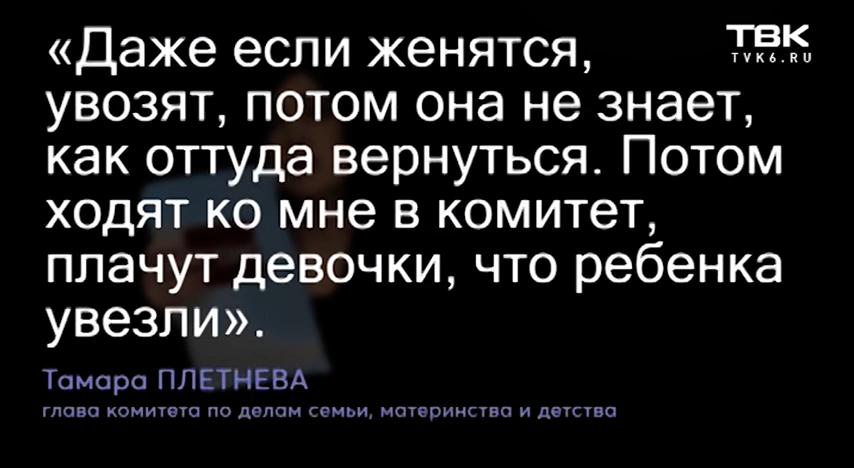 «Даже если женятся,
увозят, потом она не знает,
как оттуда вернуться. Потом
ходят ко мне в комитет,
плачут девочки, что ребенка
увезли».
Тамара ПЛЕТНЕВА
глава комитета по делам семьи, материнства и детства
ТВК
TVK6.RU